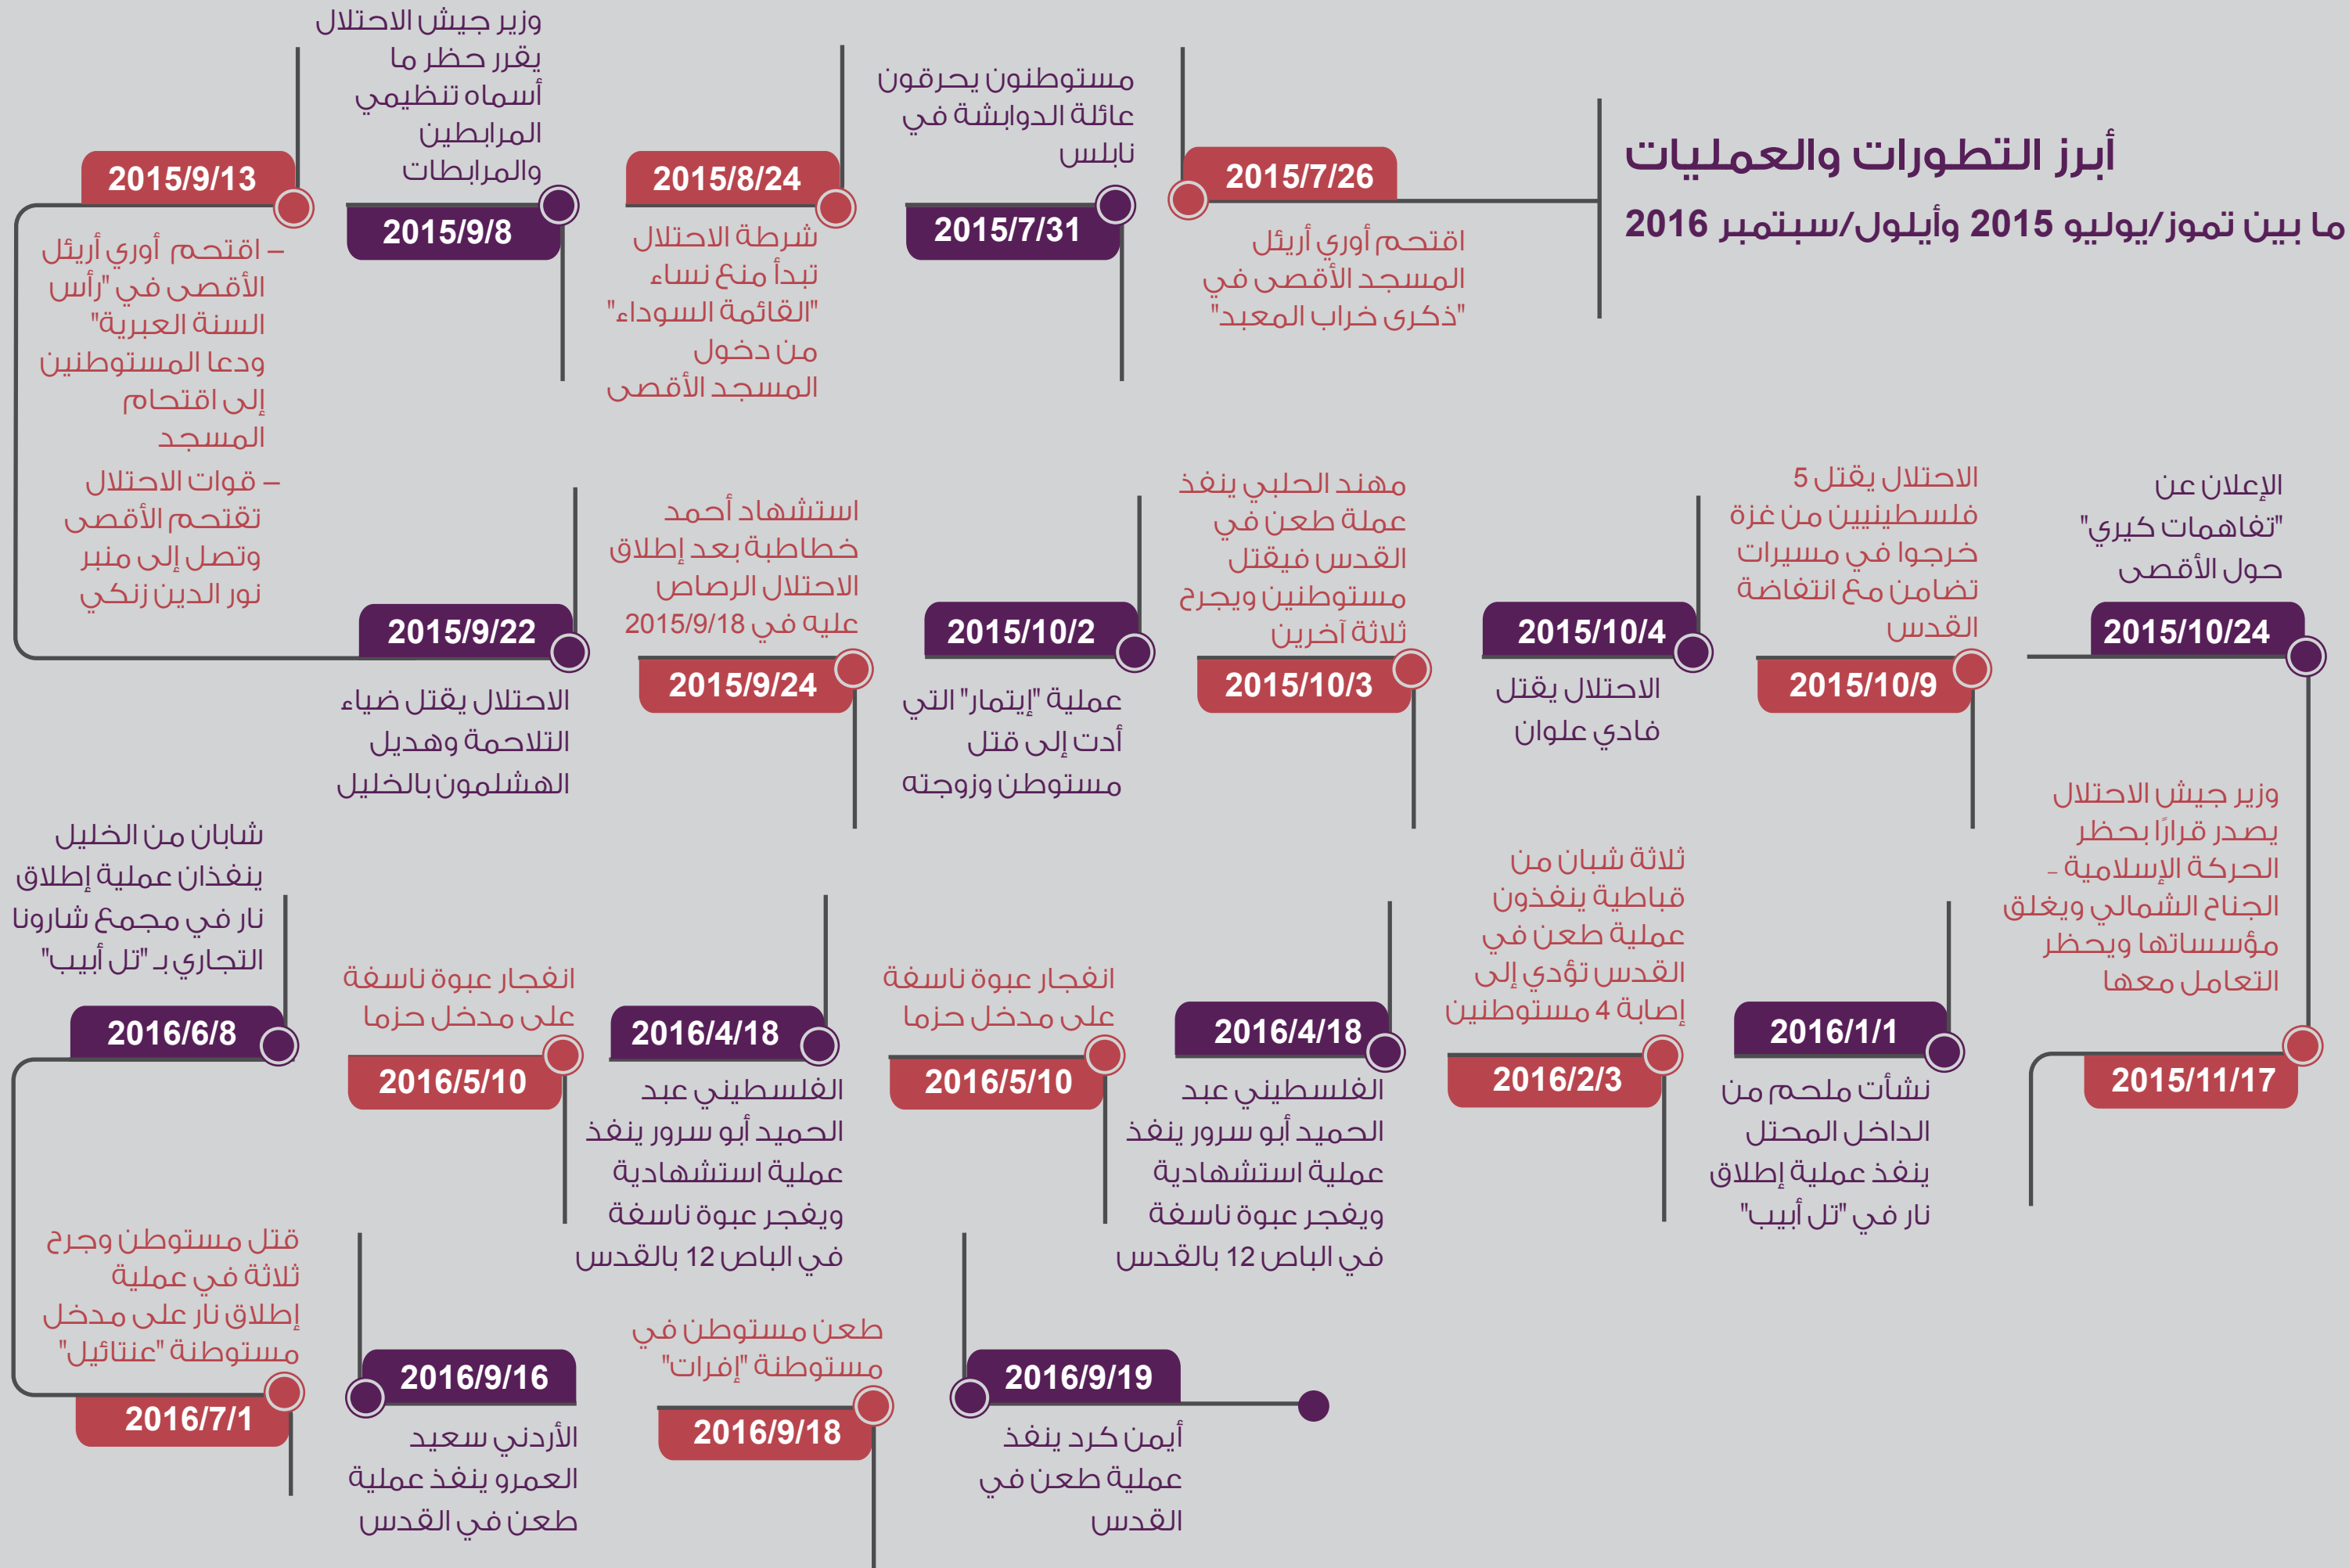 أبرز التطورات والعمليات
ما بين تموز/يوليو 2015 وأيلول/سبتمبر 2016
2015/7/26
اقتحم أوري أريئل
المسجد الأقصى في
"ذكرى خراب المعبد"
مستوطنون يحرقون
عائلة الدوابشة في
نابلس
2015/7/31
2015/8/24
شرطة الاحتلال
تبدأ منع نساء
"القائمة السوداء"
من دخول
المسجد الأقصى
وزير جيش الاحتلال
يقرر حظر ما
أسماه تنظيمي
المرابطين
والمرابطات
2015/9/8
2015/9/13
– اقتحم أوري أريئل
الأقصى في "رأس
السنة العبرية"
ودعا المستوطنين
إلى اقتحام
المسجد
– قوات الاحتلال
تقتحم الأقصى
وتصل إلى منبر
نور الدين زنكي
2015/9/22
الاحتلال يقتل ضياء
التلاحمة وهديل
الهشلمون بالخليل
استشهاد أحمد
خطاطبة بعد إطلاق
الاحتلال الرصاص
عليه في 2015/9/18
2015/9/24
2015/10/2
عملية "إيتمار" التي
أدت إلى قتل
مستوطن وزوجته
مهند الحلبي ينفذ
عملة طعن في
القدس فيقتل
مستوطنين ويجرح
ثلاثة آخرين
2015/10/3
2015/10/4
الاحتلال يقتل
فادي علوان
الاحتلال يقتل 5
فلسطينيين من غزة
خرجوا في مسيرات
تضامن مع انتفاضة
القدس
2015/10/9
الإعلان عن
"تفاهمات كيري"
حول الأقصى
2015/10/24
وزير جيش الاحتلال
يصدر قرارًا بحظر
الحركة الإسلامية -
الجناح الشمالي ويغلق
مؤسساتها ويحظر
التعامل معها
2015/11/17
2016/1/1
نشأت ملحم من
الداخل المحتل
ينفذ عملية إطلاق
نار في "تل أبيب"
ثلاثة شبان من
قباطية ينفذون
عملية طعن في
القدس تؤدي إلى
إصابة 4 مستوطنين
2016/2/3
2016/4/18
الفلسطيني عبد
الحميد أبو سرور ينفذ
عملية استشهادية
ويفجر عبوة ناسفة
في الباص 12 بالقدس
انفجار عبوة ناسفة
على مدخل حزما
2016/5/10
2016/4/18
الفلسطيني عبد
الحميد أبو سرور ينفذ
عملية استشهادية
ويفجر عبوة ناسفة
في الباص 12 بالقدس
انفجار عبوة ناسفة
على مدخل حزما
2016/5/10
شابان من الخليل
ينفذان عملية إطلاق
نار في مجمع شارونا
التجاري بـ "تل أبيب"
2016/6/8
قتل مستوطن وجرح
ثلاثة في عملية
إطلاق نار على مدخل
مستوطنة "عنتائيل"
2016/7/1
2016/9/16
الأردني سعيد
العمرو ينفذ عملية
طعن في القدس
طعن مستوطن في
مستوطنة "إفرات"
2016/9/18
2016/9/19
أيمن كرد ينفذ
عملية طعن في
القدس